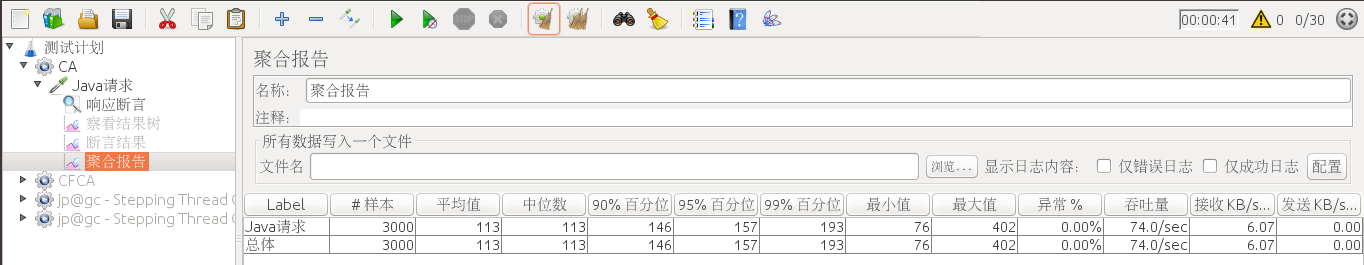 00:00:41 0 0/30
测试计划
CA
Java请求
响应断言
察看结果树
断言结果
聚合报告
CFCA
jp@gc - Stepping Thread
jp@gc - Stepping Thread
聚合报告
名称: 聚合报告
注释:
所有数据写入一个文件
文件名 浏览... 显示日志内容: 仅错误日志 仅成功日志 配置
Label # 样本 平均值 中位数 90% 百分位 95% 百分位 99% 百分位 最小值 最大值 异常 % 吞吐量 接收 KB/s... 发送 KB/s...
Java请求 3000 113 113 146 157 193 76 402 0.00% 74.0/sec 6.07 0.00
总体 3000 113 113 146 157 193 76 402 0.00% 74.0/sec 6.07 0.00